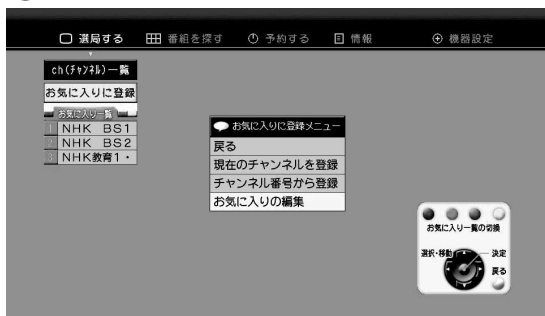 選局する 番組を探す 予約する 情報 機器設定
ch(チャンネル)一覧
お気に入りに登録
お気に入り一覧
1 NHK BS1
2 NHK BS2
3 NHK教育1・
お気に入りに登録メニュー
戻る
現在のチャンネルを登録
チャンネル番号から登録
お気に入りの編集
お気に入り一覧の切換
選択・移動 決定
戻る